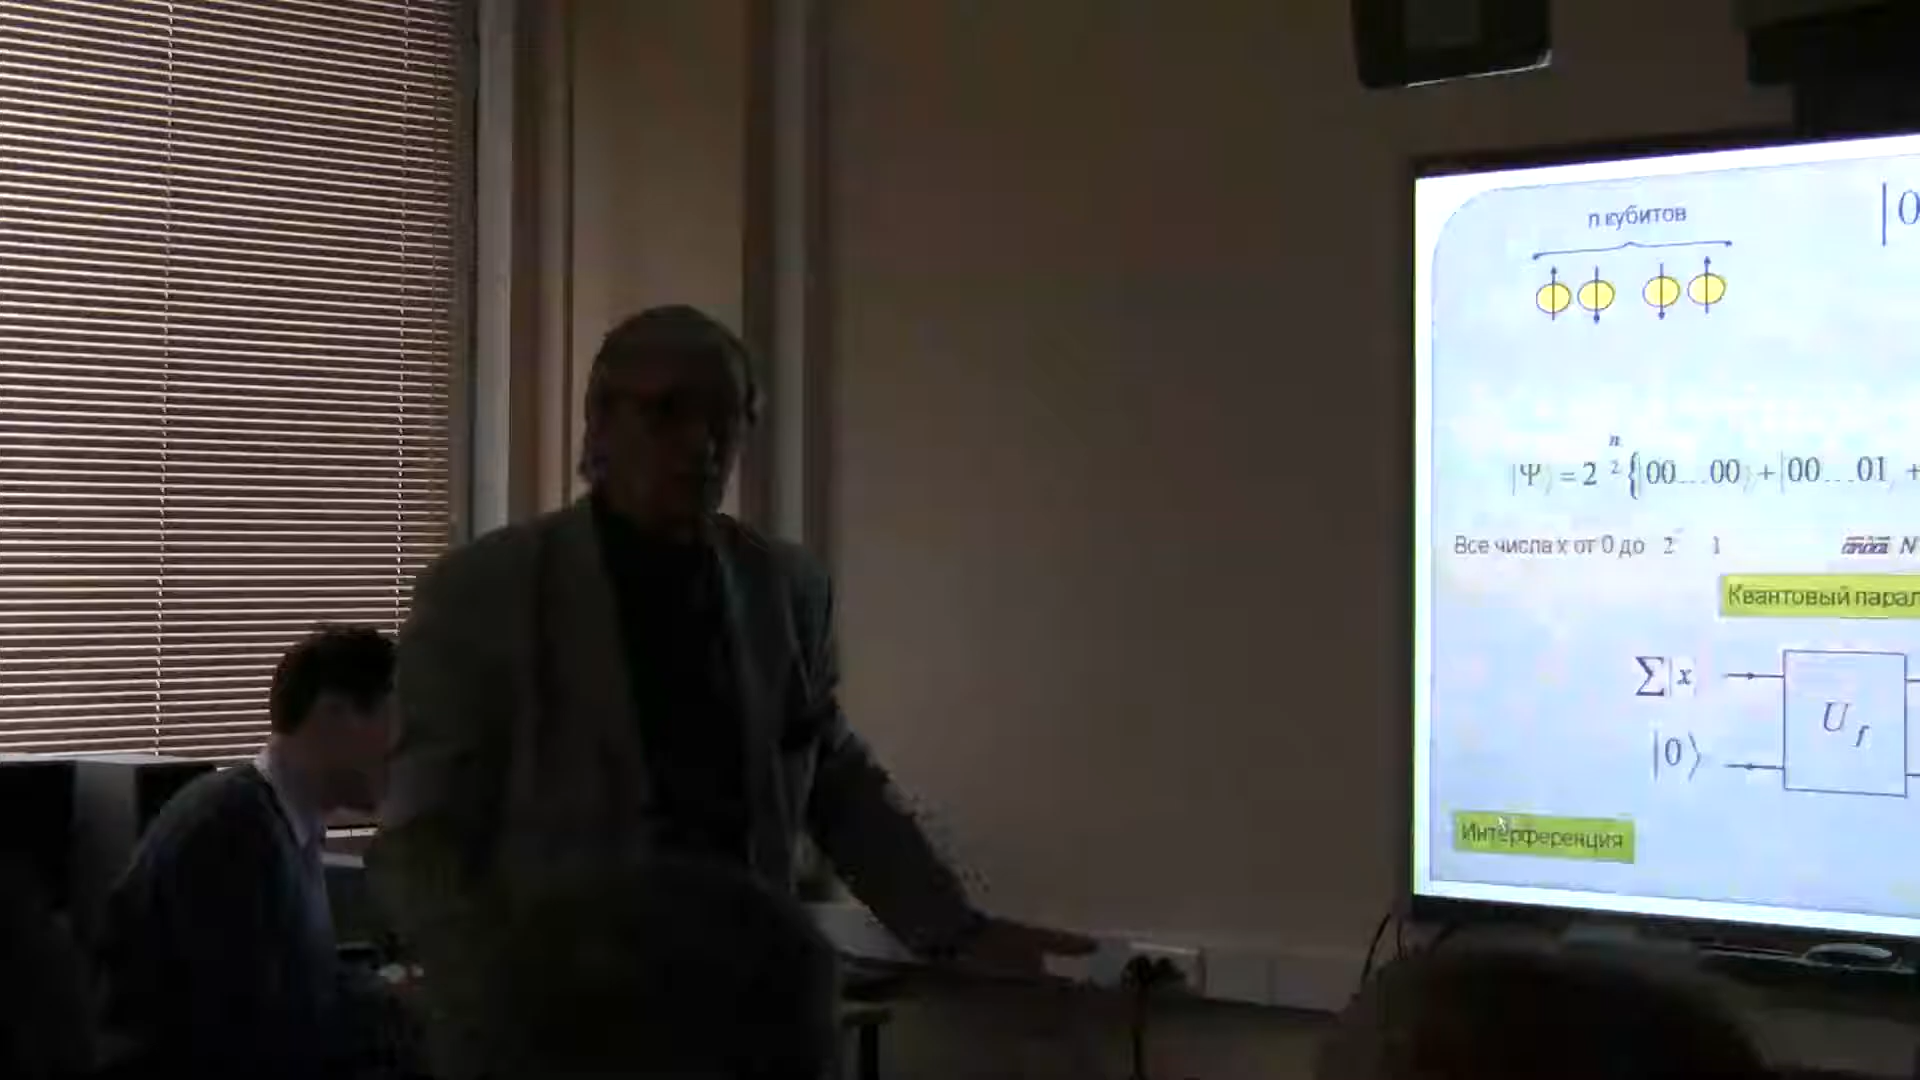 n кубитов
|0
|Ψ⟩ = 2 n 2 {|00...00⟩ + |00...01 +
Все числа x от 0 до 2 1 N
Квантовый парал
∑|x
U f
|0⟩
Интерференция